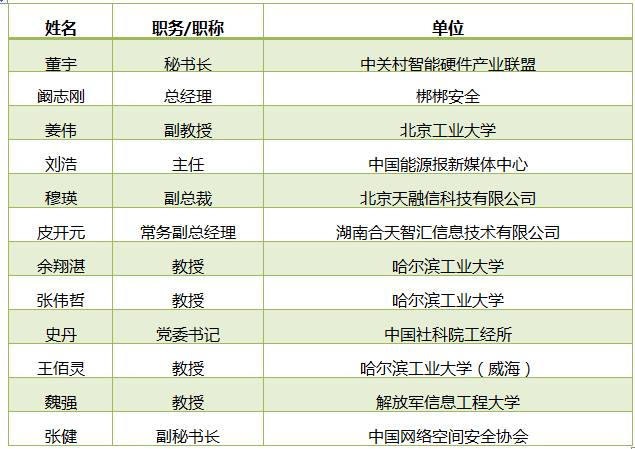 姓名 职务/职称 单位
董宇 秘书长 中关村智能硬件产业联盟
阚志刚 总经理 梆梆安全
姜伟 副教授 北京工业大学
刘浩 主任 中国能源报新媒体中心
穆瑛 副总裁 北京天融信科技有限公司
皮开元 常务副总经理 湖南合天智汇信息技术有限公司
余翔湛 教授 哈尔滨工业大学
张伟哲 教授 哈尔滨工业大学
史丹 党委书记 中国社科院工经所
王佰灵 教授 哈尔滨工业大学（威海）
魏强 教授 解放军信息工程大学
张健 副秘书长 中国网络空间安全协会